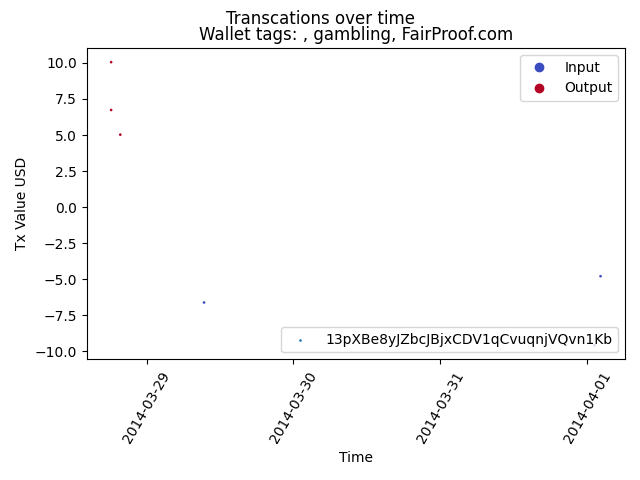 Transcations over time
Wallet tags: , gambling, FairProof.com
Input
Output
10.0
7.5
5.0
2.5
0.0
−2.5
−5.0
−7.5
−10.0
Tx Value USD
13pXBe8yJZbcJBjxCDV1qCvuqnjVQvn1Kb
2014-03-29
2014-03-30
2014-03-31
2014-04-01
Time